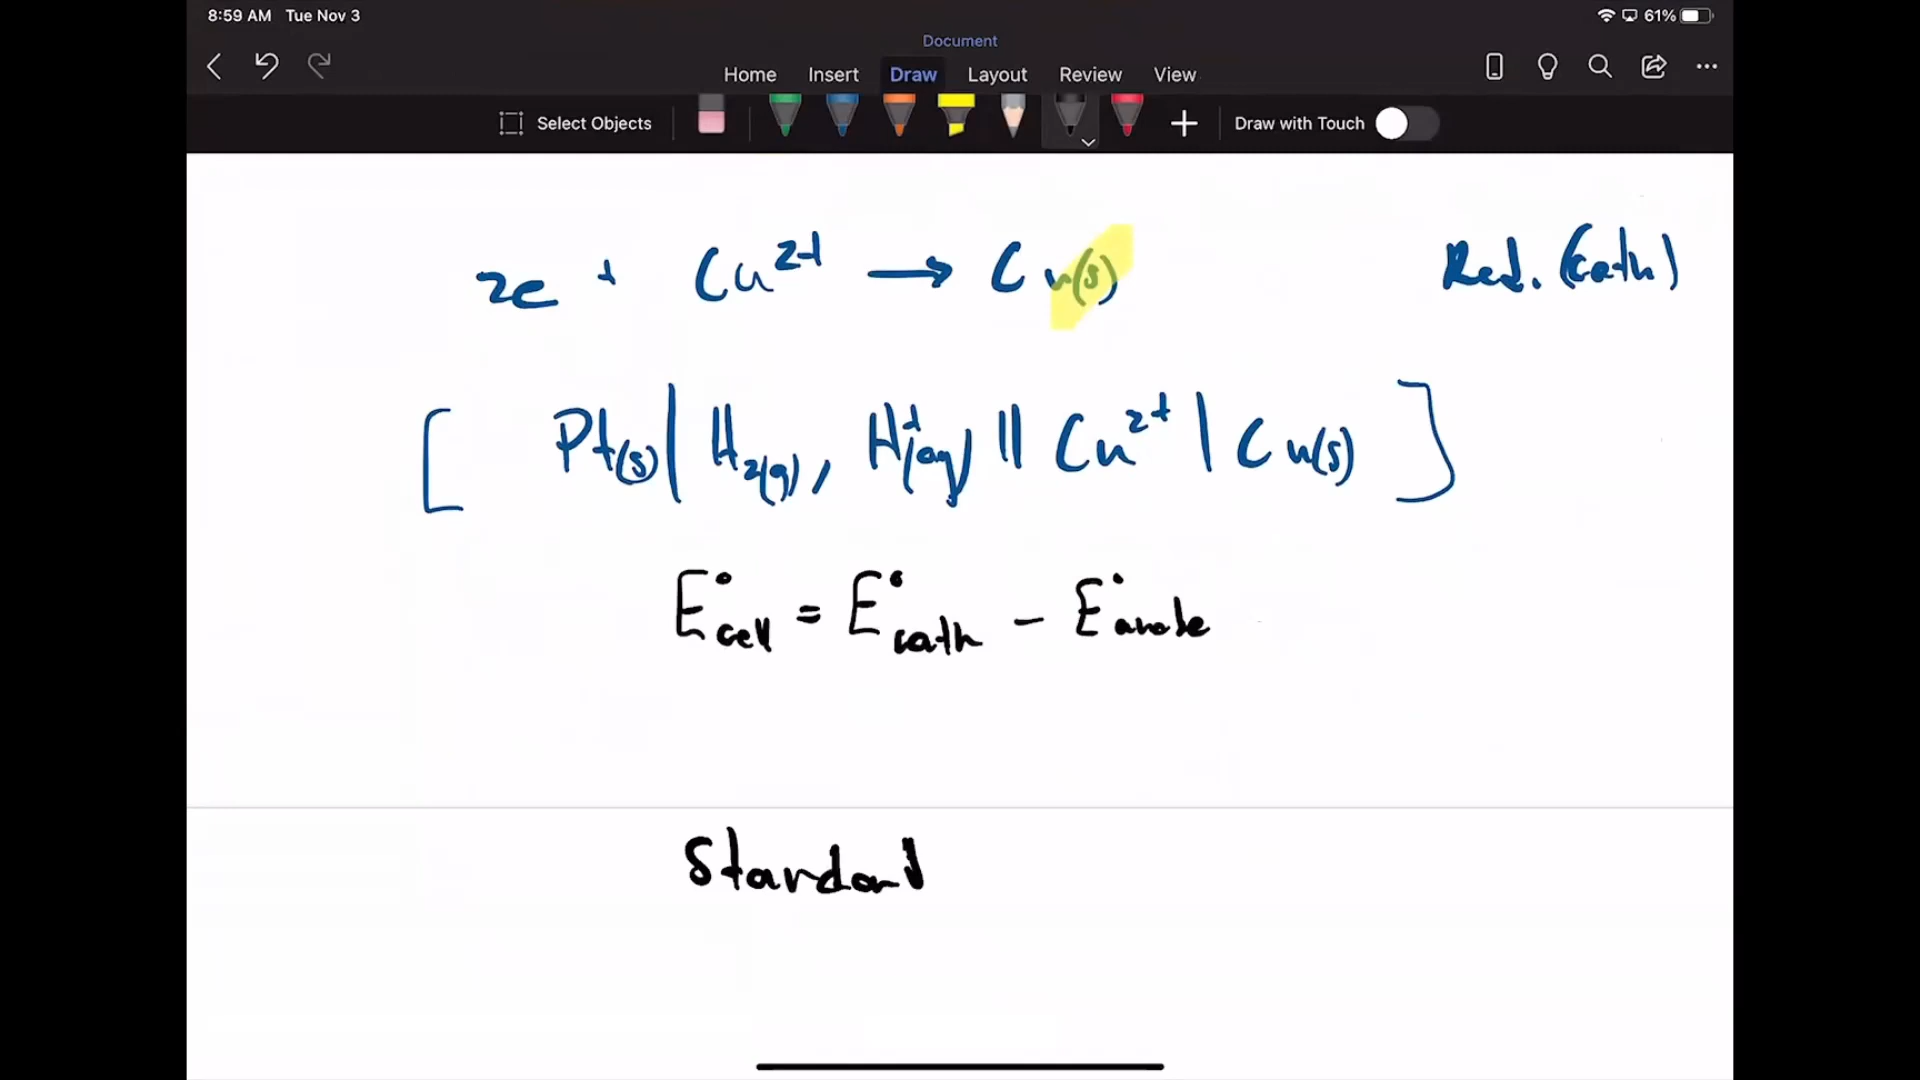 8:59 AM Tue Nov 3 61%
Document
Home Insert Draw Layout Review View
Select Objects Draw with Touch
2e + Cu²⁺ → Cu(s) Red. (Cath)
[ Pt(s) | H₂(g), H⁺(aq) || Cu²⁺ | Cu(s) ]
E°cell = E°cath − E°anode
Standard